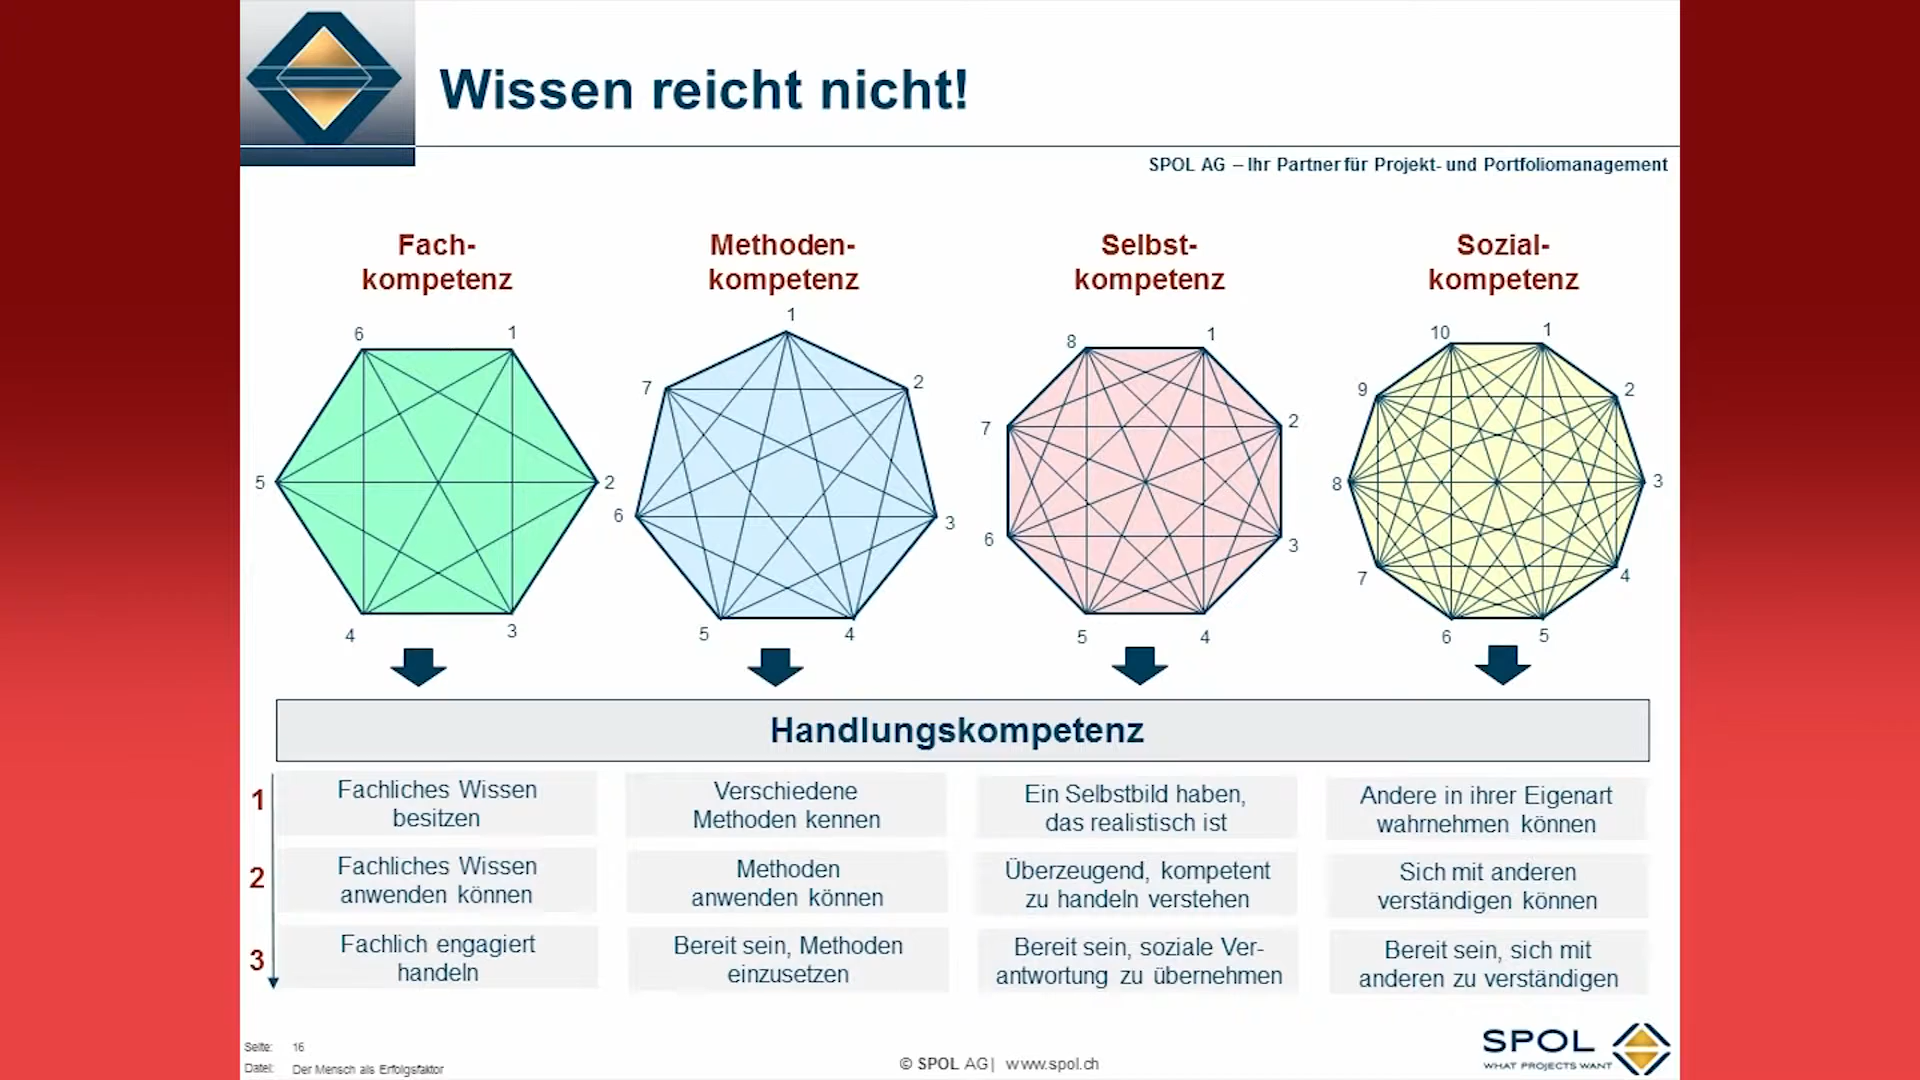 Wissen reicht nicht!
SPOL AG – Ihr Partner für Projekt- und Portfoliomanagement
Fach-
kompetenz
Methoden-
kompetenz
Selbst-
kompetenz
Sozial-
kompetenz
6 1
5 2
4 3
1
7 2
6 3
5 4
8 1
7 2
6 3
5 4
10 1
9 2
8 3
7 4
6 5
Handlungskompetenz
1
Fachliches Wissen
besitzen
Verschiedene
Methoden kennen
Ein Selbstbild haben,
das realistisch ist
Andere in ihrer Eigenart
wahrnehmen können
2
Fachliches Wissen
anwenden können
Methoden
anwenden können
Überzeugend, kompetent
zu handeln verstehen
Sich mit anderen
verständigen können
3
Fachlich engagiert
handeln
Bereit sein, Methoden
einzusetzen
Bereit sein, soziale Ver-
antwortung zu übernehmen
Bereit sein, sich mit
anderen zu verständigen
Seite: 16
Datei: Der Mensch als Erfolgsfaktor
© SPOL AG | www.spol.ch
SPOL
WHAT PROJECTS WANT